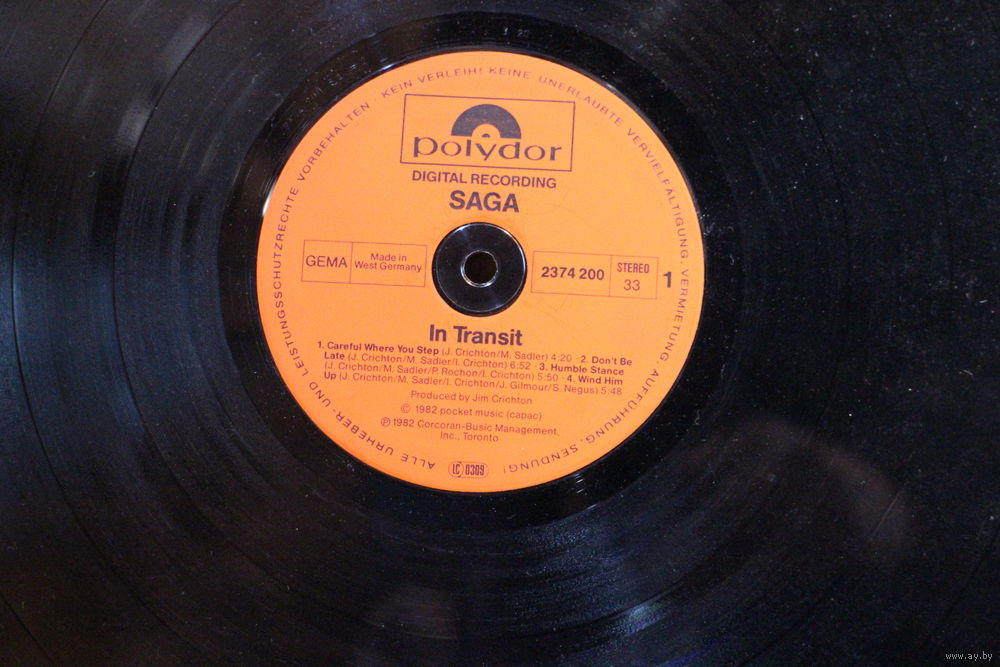 ALLE URHEBER- UND LEISTUNGSSCHUTZRECHTE VORBEHALTEN · KEIN VERLEIH! KEINE UNERLAUBTE VERVIELFÄLTIGUNG, VERMIETUNG, AUFFÜHRUNG, SENDUNG!
polydor
DIGITAL RECORDING
SAGA
GEMA
Made in
West Germany
2374 200
STEREO
33
1
In Transit
1. Careful Where You Step (J. Crichton/M. Sadler) 4:20 · 2. Don't Be
Late (J. Crichton/M. Sadler/I. Crichton) 6:52 · 3. Humble Stance
(J. Crichton/M. Sadler/P. Rochon/I. Crichton) 5:50 · 4. Wind Him
Up (J. Crichton/M. Sadler/I. Crichton/J. Gilmour/S. Negus) 5:48
Produced by Jim Crichton
© 1982 pocket music (capac)
℗ 1982 Corcoran-Busic Management,
Inc., Toronto
LC 0309
www.ay.by